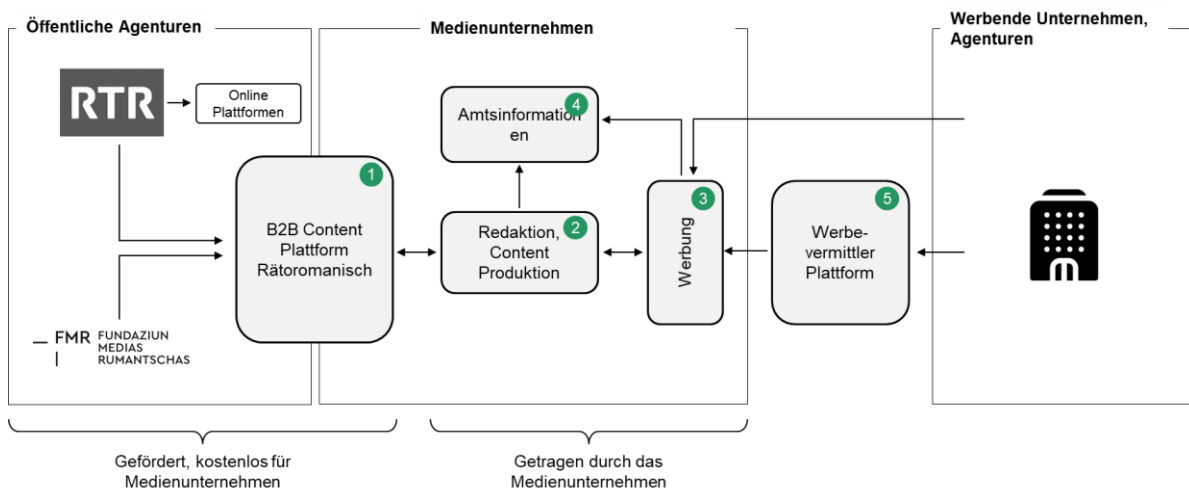 Öffentliche Agenturen
Medienunternehmen
Werbende Unternehmen,
Agenturen
RTR
Online
Plattformen
Amtsinformation
en
4
1
B2B Content
Plattform
Rätoromanisch
2
Redaktion,
Content
Produktion
3
Werbung
5
Werbe-
vermittler
Plattform
FMR FUNDAZIUN
MEDIAS
RUMANTSCHAS
Gefördert, kostenlos für
Medienunternehmen
Getragen durch das
Medienunternehmen